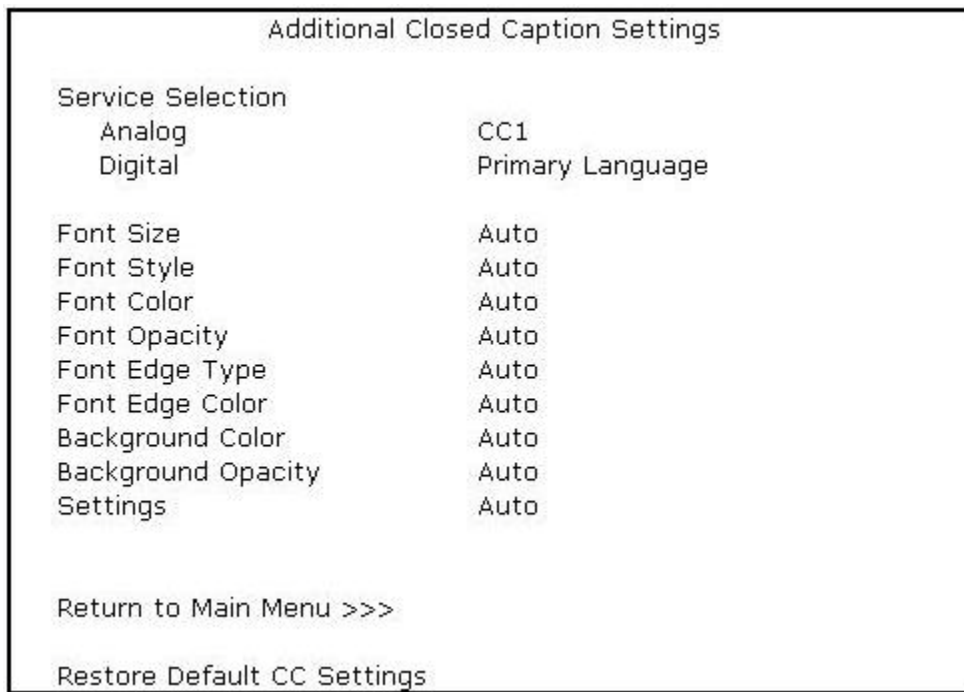 Additional Closed Caption Settings
Service Selection
Analog CC1
Digital Primary Language
Font Size Auto
Font Style Auto
Font Color Auto
Font Opacity Auto
Font Edge Type Auto
Font Edge Color Auto
Background Color Auto
Background Opacity Auto
Settings Auto
Return to Main Menu >>>
Restore Default CC Settings